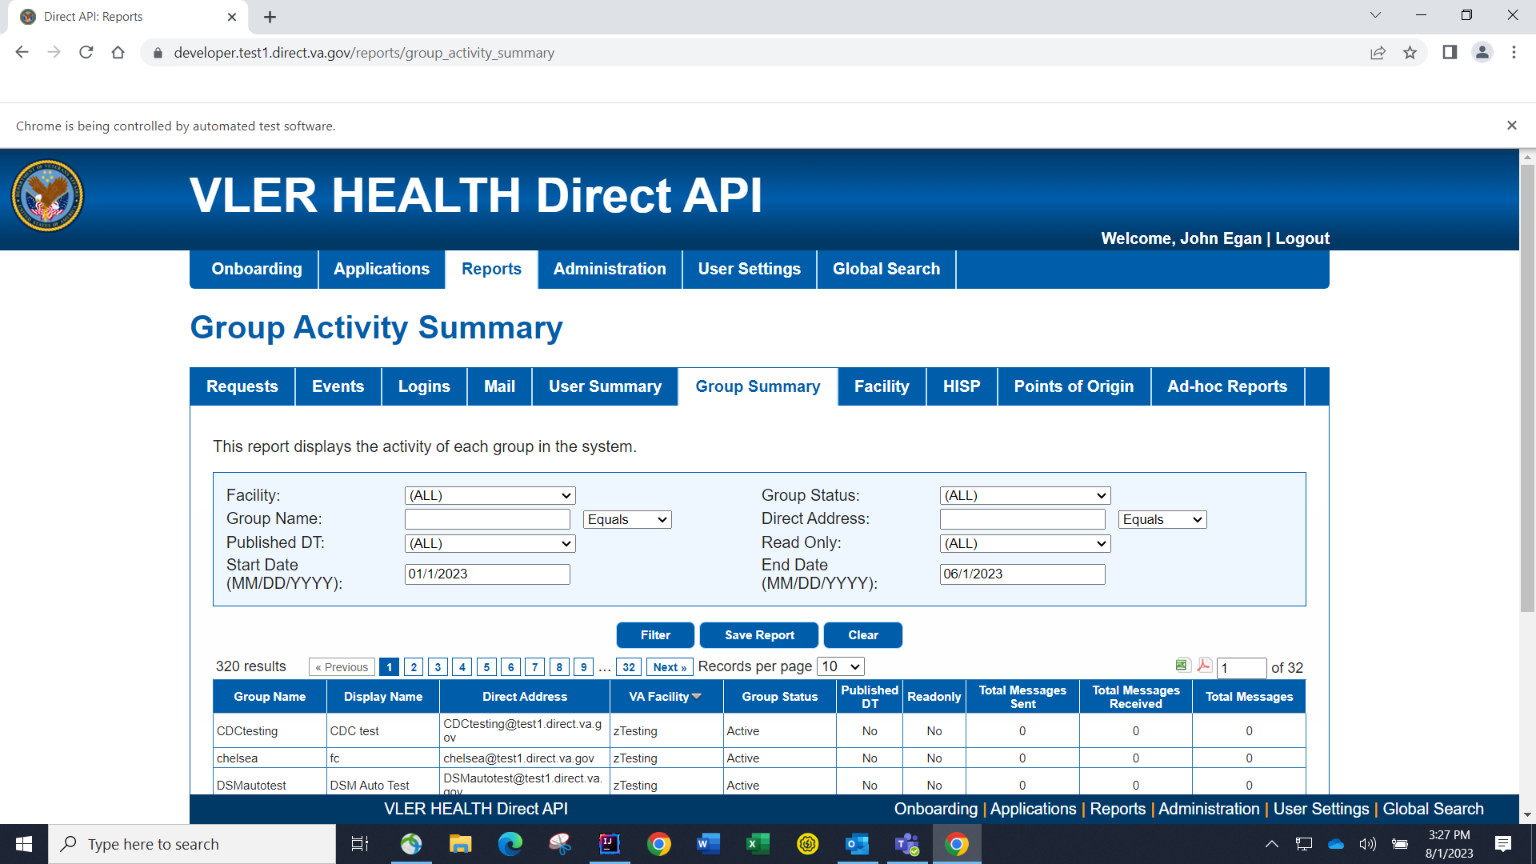 Direct API: Reports
developer.test1.direct.va.gov/reports/group_activity_summary
Chrome is being controlled by automated test software.
VLER HEALTH Direct API
Welcome, John Egan | Logout
Onboarding Applications Reports Administration User Settings Global Search
Group Activity Summary
Requests Events Logins Mail User Summary Group Summary Facility HISP Points of Origin Ad-hoc Reports
This report displays the activity of each group in the system.
Facility: (ALL) Group Status: (ALL)
Group Name: Equals Direct Address: Equals
Published DT: (ALL) Read Only: (ALL)
Start Date (MM/DD/YYYY): 01/1/2023 End Date (MM/DD/YYYY): 06/1/2023
Filter Save Report Clear
320 results « Previous 1 2 3 4 5 6 7 8 9 ... 32 Next » Records per page 10 1 of 32
Group Name Display Name Direct Address VA Facility Group Status Published DT Readonly Total Messages Sent Total Messages Received Total Messages
CDCtesting CDC test CDCtesting@test1.direct.va.gov zTesting Active No No 0 0 0
chelsea fc chelsea@test1.direct.va.gov zTesting Active No No 0 0 0
DSMautotest DSM Auto Test DSMautotest@test1.direct.va.gov zTesting Active No No 0 0 0
VLER HEALTH Direct API Onboarding | Applications | Reports | Administration | User Settings | Global Search
Type here to search
3:27 PM
8/1/2023